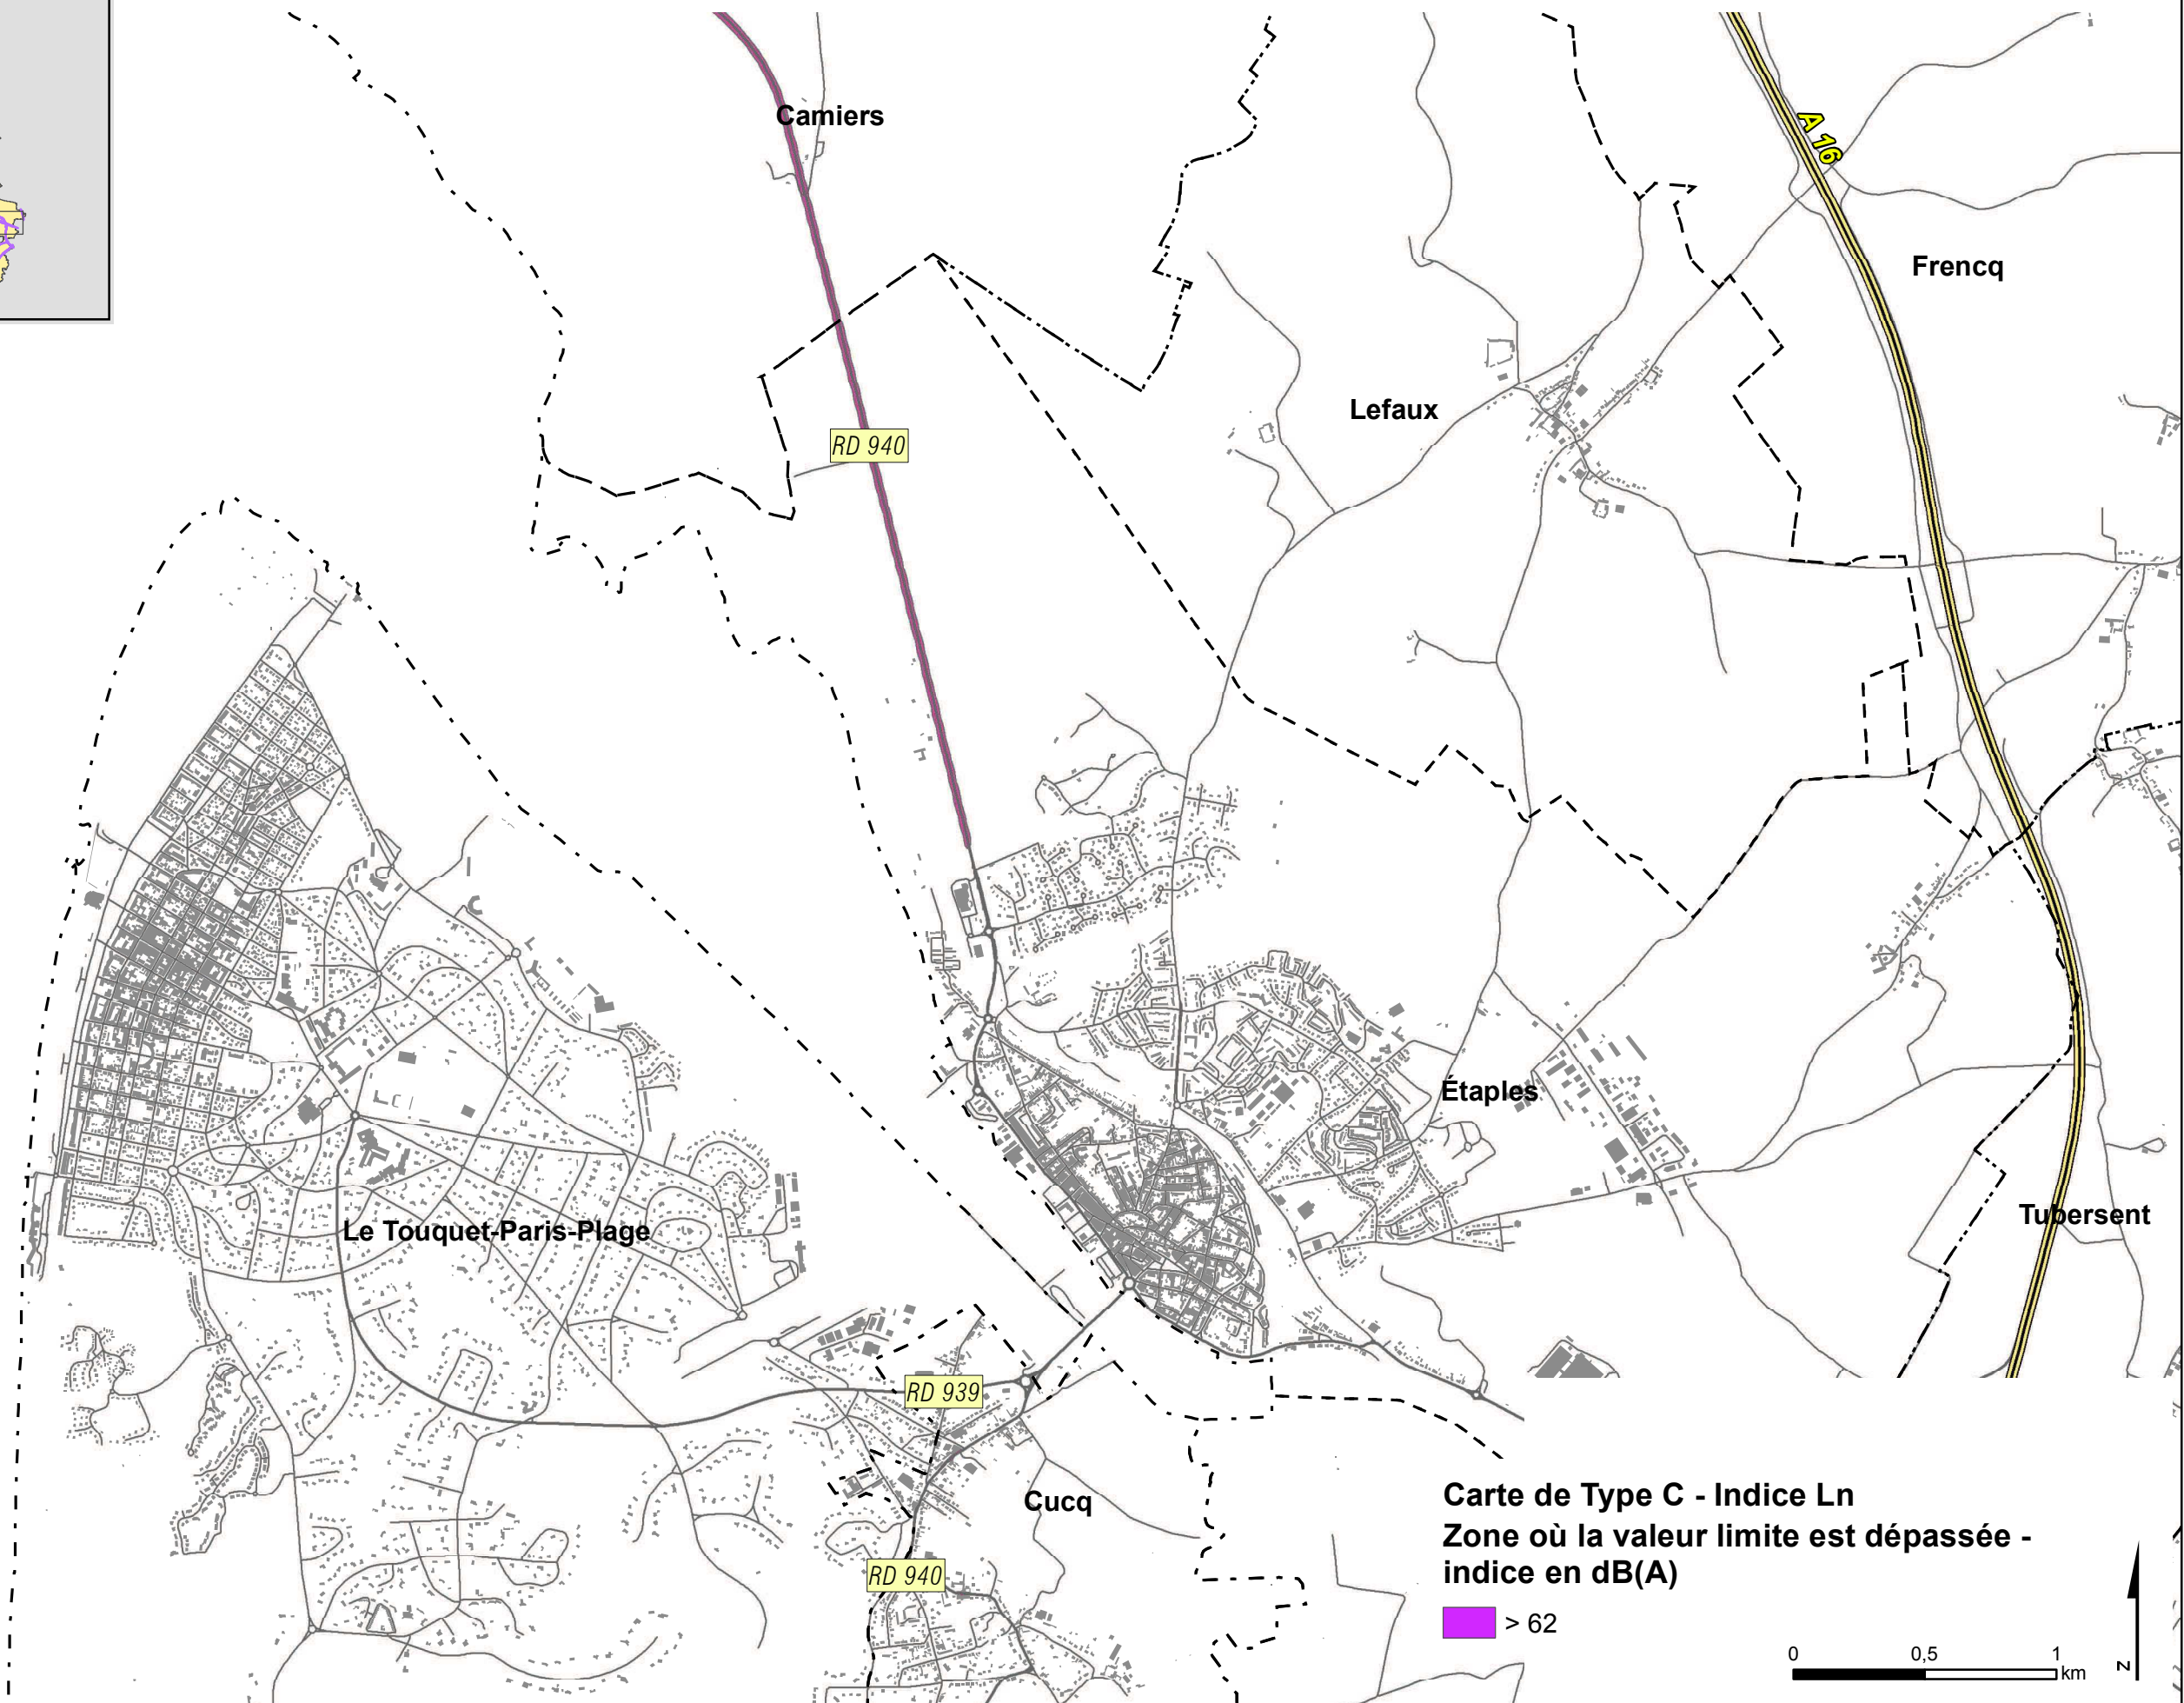 Camiers
A 16
Frencq
Lefaux
RD 940
Étaples
Le Touquet-Paris-Plage
Tubersent
RD 939
Cucq
RD 940
Carte de Type C - Indice Ln
Zone où la valeur limite est dépassée -
indice en dB(A)
> 62
0 0,5 1
km
N